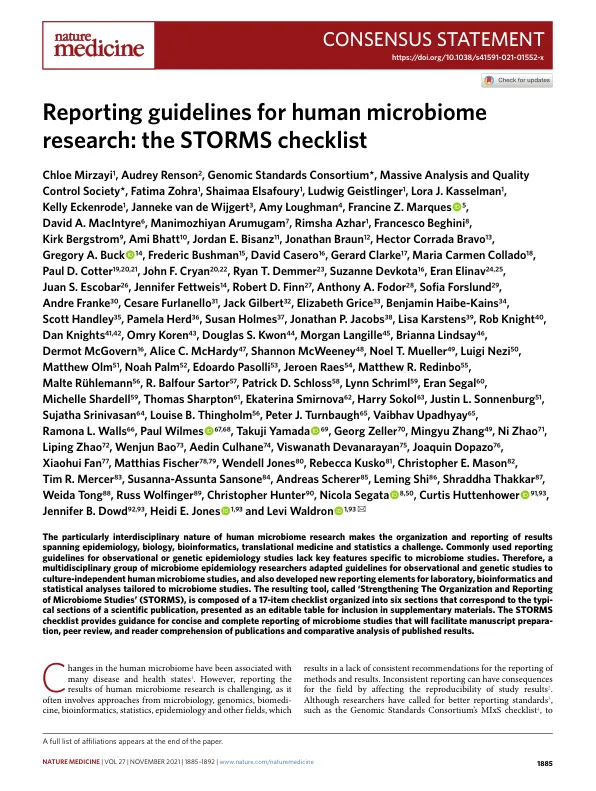 nature
medicine
CONSENSUS STATEMENT
https://doi.org/10.1038/s41591-021-01552-x
Check for updates
Reporting guidelines for human microbiome
research: the STORMS checklist
Chloe Mirzayi1, Audrey Renson2, Genomic Standards Consortium*, Massive Analysis and Quality
Control Society*, Fatima Zohra1, Shaimaa Elsafoury1, Ludwig Geistlinger1, Lora J. Kasselman1,
Kelly Eckenrode1, Janneke van de Wijgert3, Amy Loughman4, Francine Z. Marques 5,
David A. MacIntyre6, Manimozhiyan Arumugam7, Rimsha Azhar1, Francesco Beghini8,
Kirk Bergstrom9, Ami Bhatt10, Jordan E. Bisanz11, Jonathan Braun12, Hector Corrada Bravo13,
Gregory A. Buck 14, Frederic Bushman15, David Casero16, Gerard Clarke17, Maria Carmen Collado18,
Paul D. Cotter19,20,21, John F. Cryan20,22, Ryan T. Demmer23, Suzanne Devkota16, Eran Elinav24,25,
Juan S. Escobar26, Jennifer Fettweis14, Robert D. Finn27, Anthony A. Fodor28, Sofia Forslund29,
Andre Franke30, Cesare Furlanello31, Jack Gilbert32, Elizabeth Grice33, Benjamin Haibe-Kains34,
Scott Handley35, Pamela Herd36, Susan Holmes37, Jonathan P. Jacobs38, Lisa Karstens39, Rob Knight40,
Dan Knights41,42, Omry Koren43, Douglas S. Kwon44, Morgan Langille45, Brianna Lindsay46,
Dermot McGovern16, Alice C. McHardy47, Shannon McWeeney48, Noel T. Mueller49, Luigi Nezi50,
Matthew Olm51, Noah Palm52, Edoardo Pasolli53, Jeroen Raes54, Matthew R. Redinbo55,
Malte Rühlemann56, R. Balfour Sartor57, Patrick D. Schloss58, Lynn Schriml59, Eran Segal60,
Michelle Shardell59, Thomas Sharpton61, Ekaterina Smirnova62, Harry Sokol63, Justin L. Sonnenburg51,
Sujatha Srinivasan64, Louise B. Thingholm56, Peter J. Turnbaugh65, Vaibhav Upadhyay65,
Ramona L. Walls66, Paul Wilmes 67,68, Takuji Yamada 69, Georg Zeller70, Mingyu Zhang49, Ni Zhao71,
Liping Zhao72, Wenjun Bao73, Aedin Culhane74, Viswanath Devanarayan75, Joaquin Dopazo76,
Xiaohui Fan77, Matthias Fischer78,79, Wendell Jones80, Rebecca Kusko81, Christopher E. Mason82,
Tim R. Mercer83, Susanna-Assunta Sansone84, Andreas Scherer85, Leming Shi86, Shraddha Thakkar87,
Weida Tong88, Russ Wolfinger89, Christopher Hunter90, Nicola Segata 8,50, Curtis Huttenhower 91,93,
Jennifer B. Dowd92,93, Heidi E. Jones 1,93 and Levi Waldron 1,93
The particularly interdisciplinary nature of human microbiome research makes the organization and reporting of results
spanning epidemiology, biology, bioinformatics, translational medicine and statistics a challenge. Commonly used reporting
guidelines for observational or genetic epidemiology studies lack key features specific to microbiome studies. Therefore, a
multidisciplinary group of microbiome epidemiology researchers adapted guidelines for observational and genetic studies to
culture-independent human microbiome studies, and also developed new reporting elements for laboratory, bioinformatics and
statistical analyses tailored to microbiome studies. The resulting tool, called ‘Strengthening The Organization and Reporting
of Microbiome Studies’ (STORMS), is composed of a 17-item checklist organized into six sections that correspond to the typi-
cal sections of a scientific publication, presented as an editable table for inclusion in supplementary materials. The STORMS
checklist provides guidance for concise and complete reporting of microbiome studies that will facilitate manuscript prepara-
tion, peer review, and reader comprehension of publications and comparative analysis of published results.
Changes in the human microbiome have been associated with
many disease and health states1. However, reporting the
results of human microbiome research is challenging, as it
often involves approaches from microbiology, genomics, biomedi-
cine, bioinformatics, statistics, epidemiology and other fields, which
results in a lack of consistent recommendations for the reporting of
methods and results. Inconsistent reporting can have consequences
for the field by affecting the reproducibility of study results2.
Although researchers have called for better reporting standards3,
such as the Genomic Standards Consortium’s MIxS checklist4, to
A full list of affiliations appears at the end of the paper.
NATURE MEDICINE | VOL 27 | NOVEMBER 2021 | 1885–1892 | www.nature.com/naturemedicine
1885